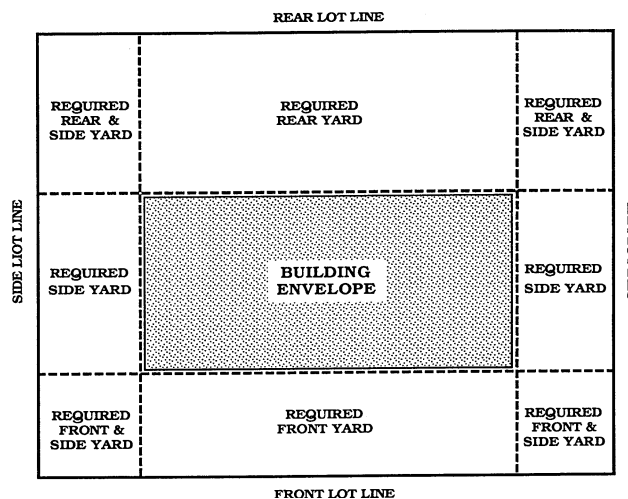 REAR LOT LINE
REQUIRED
REAR &
SIDE YARD
REQUIRED
REAR YARD
REQUIRED
REAR &
SIDE YARD
SIDE LIOT LINE
REQUIRED
SIDE YARD
BUILDING
ENVELOPE
REQUIRED
SIDE YARD
REQUIRED
FRONT &
SIDE YARD
REQUIRED
FRONT YARD
REQUIRED
FRONT &
SIDE YARD
FRONT LOT LINE